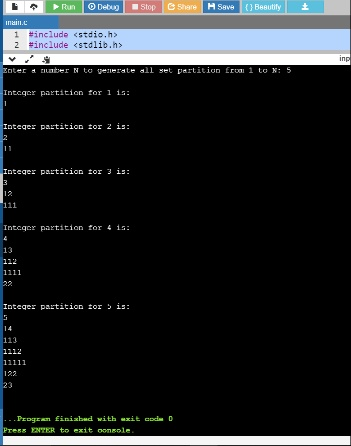 Run Debug Stop Share Save { } Beautify
main.c
1 #include <stdio.h>
2 #include <stdlib.h>
inp
Enter a number N to generate all set partition from 1 to N: 5
Integer partition for 1 is:
1
Integer partition for 2 is:
2
11
Integer partition for 3 is:
3
12
111
Integer partition for 4 is:
4
13
112
1111
22
Integer partition for 5 is:
5
14
113
1112
11111
122
23
...Program finished with exit code 0
Press ENTER to exit console.